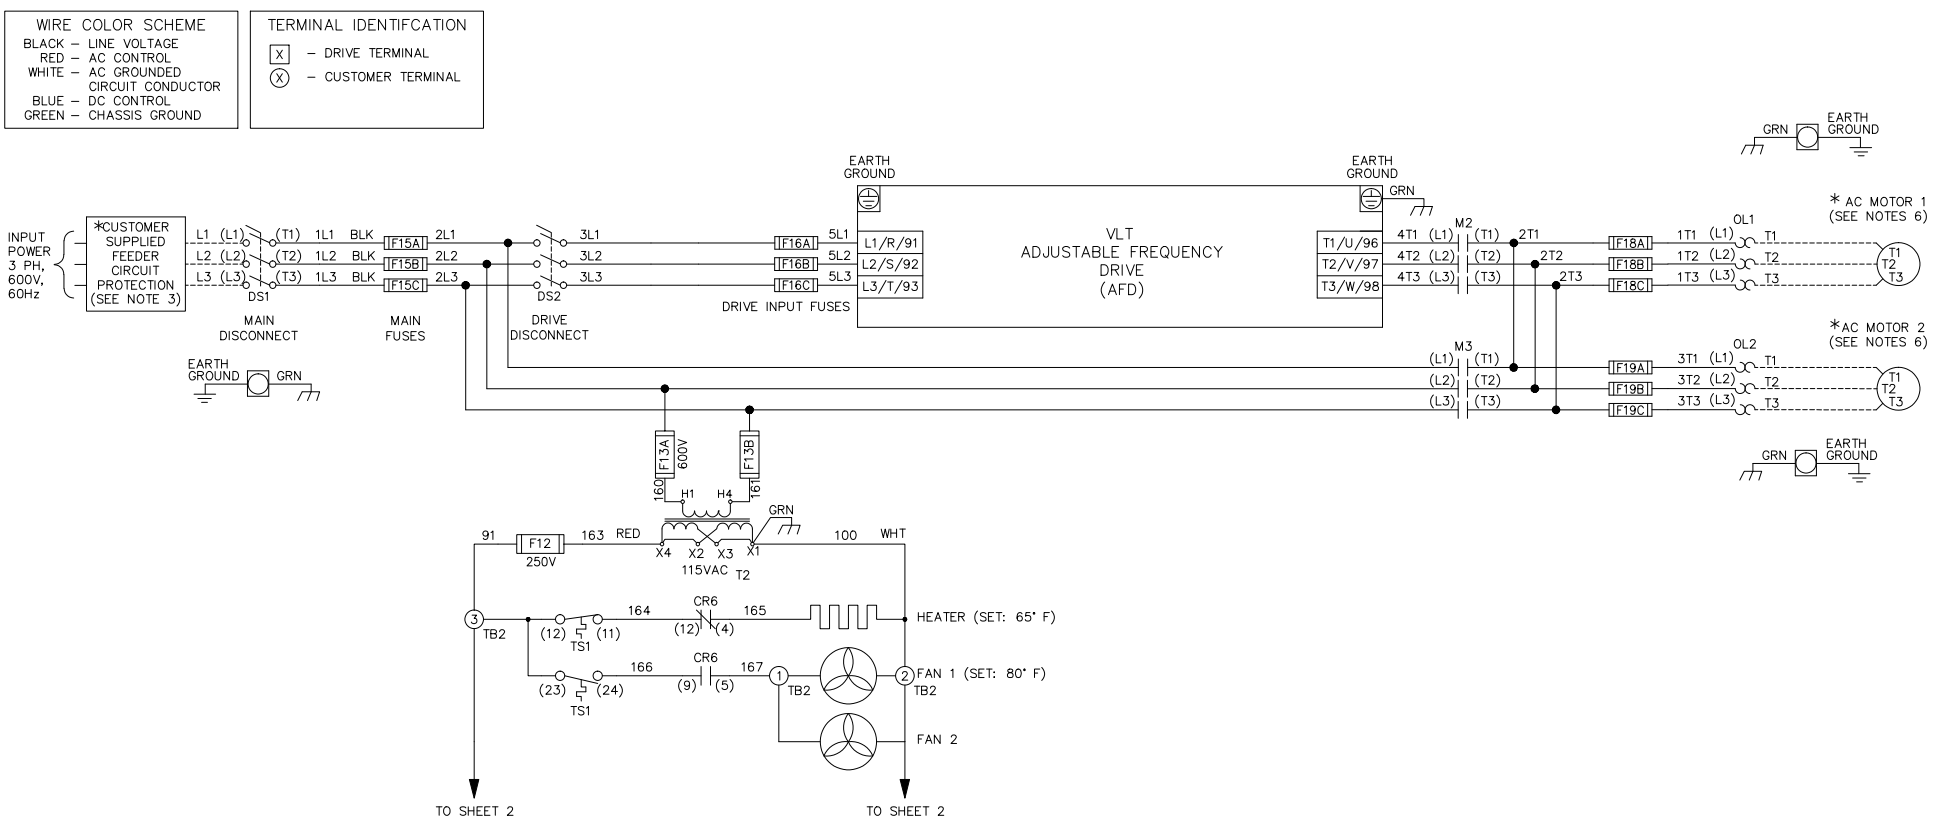 WIRE COLOR SCHEME
BLACK – LINE VOLTAGE
RED – AC CONTROL
WHITE – AC GROUNDED
CIRCUIT CONDUCTOR
BLUE – DC CONTROL
GREEN – CHASSIS GROUND
TERMINAL IDENTIFCATION
X – DRIVE TERMINAL
X – CUSTOMER TERMINAL
GRN
EARTH
GROUND
INPUT
POWER
3 PH,
600V,
60Hz
*CUSTOMER
SUPPLIED
FEEDER
CIRCUIT
PROTECTION
(SEE NOTE 3)
L1 (L1) (T1) 1L1 BLK F15A 2L1 3L1 F16A 5L1 L1/R/91
L2 (L2) (T2) 1L2 BLK F15B 2L2 3L2 F16B 5L2 L2/S/92
L3 (L3) (T3) 1L3 BLK F15C 2L3 3L3 F16C 5L3 L3/T/93
DS1
DS2
MAIN
DISCONNECT
MAIN
FUSES
DRIVE
DISCONNECT
DRIVE INPUT FUSES
EARTH
GROUND
EARTH
GROUND
GRN
VLT
ADJUSTABLE FREQUENCY
DRIVE
(AFD)
M2
OL1
T1/U/96 4T1 (L1) (T1) 2T1 F18A 1T1 (L1) T1
T2/V/97 4T2 (L2) (T2) 2T2 F18B 1T2 (L2) T2
T3/W/98 4T3 (L3) (T3) 2T3 F18C 1T3 (L3) T3
* AC MOTOR 1
(SEE NOTES 6)
T1
T2
T3
M3
OL2
(L1) (T1) F19A 3T1 (L1) T1
(L2) (T2) F19B 3T2 (L2) T2
(L3) (T3) F19C 3T3 (L3) T3
*AC MOTOR 2
(SEE NOTES 6)
T1
T2
T3
EARTH
GROUND
GRN
GRN
EARTH
GROUND
F13A
600V
F13B
160
161
H1 H4
GRN
91 F12 163 RED
250V
X4 X2 X3 X1
100 WHT
115VAC T2
3
TB2
(12) (11)
TS1
164
CR6
(12) (4)
165
HEATER (SET: 65° F)
(23) (24)
TS1
166
CR6
(9) (5)
167
1
TB2
2
TB2
FAN 1 (SET: 80° F)
FAN 2
TO SHEET 2
TO SHEET 2